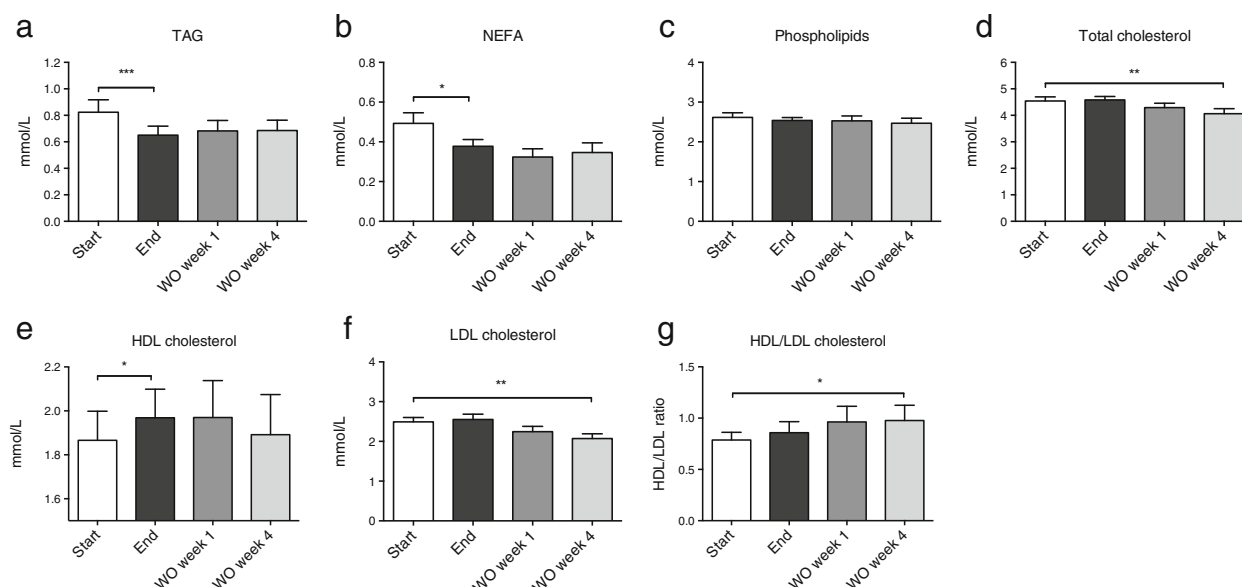 a
TAG
mmol/L
1.2
1.0
0.8
0.6
0.4
0.2
0.0
***
Start
End
WO week 1
WO week 4
b
NEFA
mmol/L
0.8
0.6
0.4
0.2
0.0
*
Start
End
WO week 1
WO week 4
c
Phospholipids
mmol/L
4
3
2
1
0
Start
End
WO week 1
WO week 4
d
Total cholesterol
mmol/L
6
5
4
3
2
1
0
**
Start
End
WO week 1
WO week 4
e
HDL cholesterol
mmol/L
2.2
2.0
1.8
1.6
*
Start
End
WO week 1
WO week 4
f
LDL cholesterol
mmol/L
4
3
2
1
0
**
Start
End
WO week 1
WO week 4
g
HDL/LDL cholesterol
HDL/LDL ratio
1.5
1.0
0.5
0.0
*
Start
End
WO week 1
WO week 4